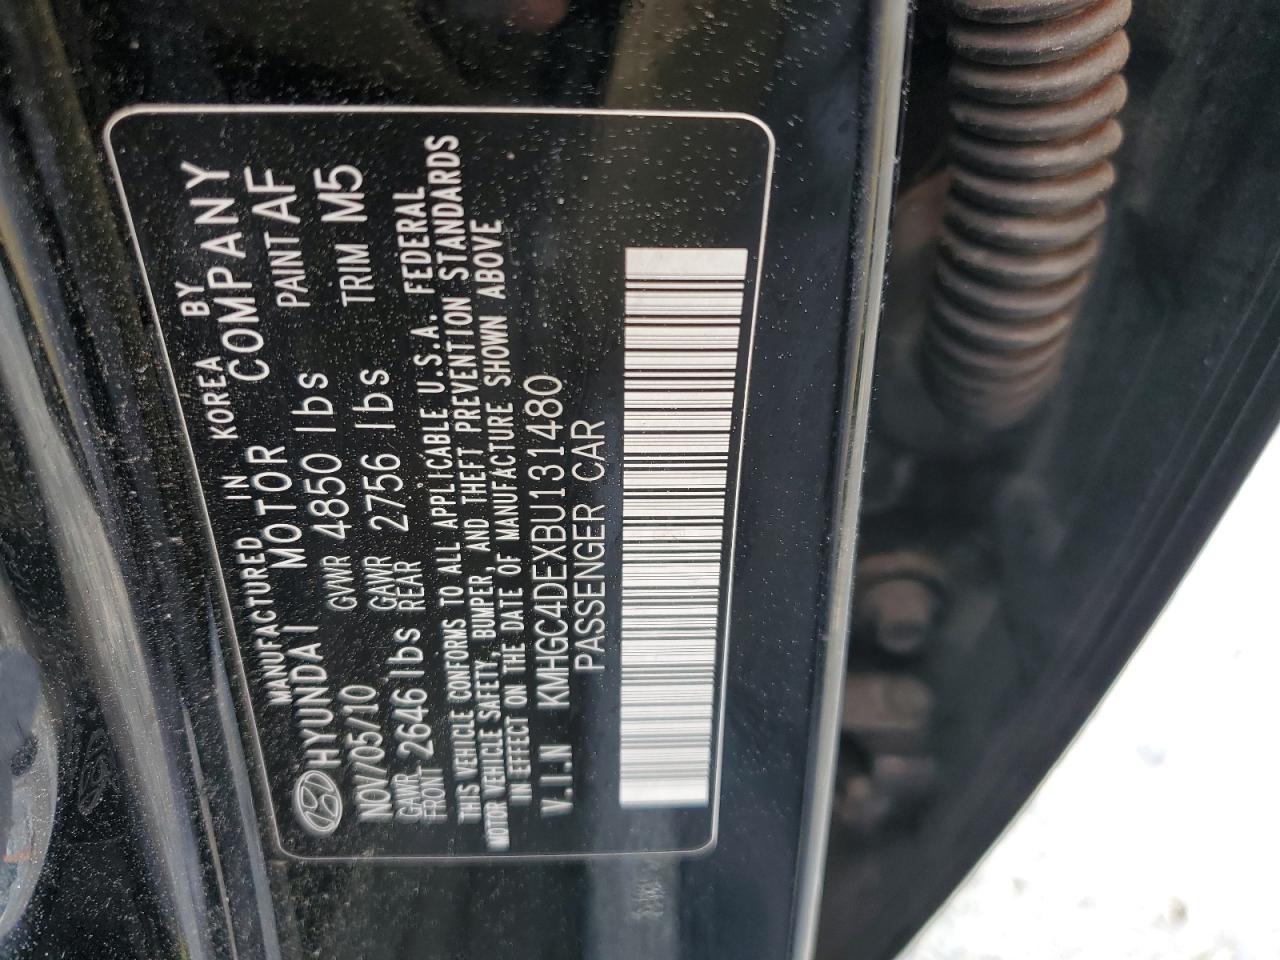 MANUFACTURED IN KOREA BY
HYUNDAI MOTOR COMPANY
NOV/05/10 GVWR 4850 lbs PAINT AF
GAWR FRONT 2646 lbs GAWR REAR 2756 lbs TRIM M5
THIS VEHICLE CONFORMS TO ALL APPLICABLE U.S.A. FEDERAL
MOTOR VEHICLE SAFETY, BUMPER, AND THEFT PREVENTION STANDARDS
IN EFFECT ON THE DATE OF MANUFACTURE SHOWN ABOVE
V.I.N KMHGC4DEXBU131480
PASSENGER CAR